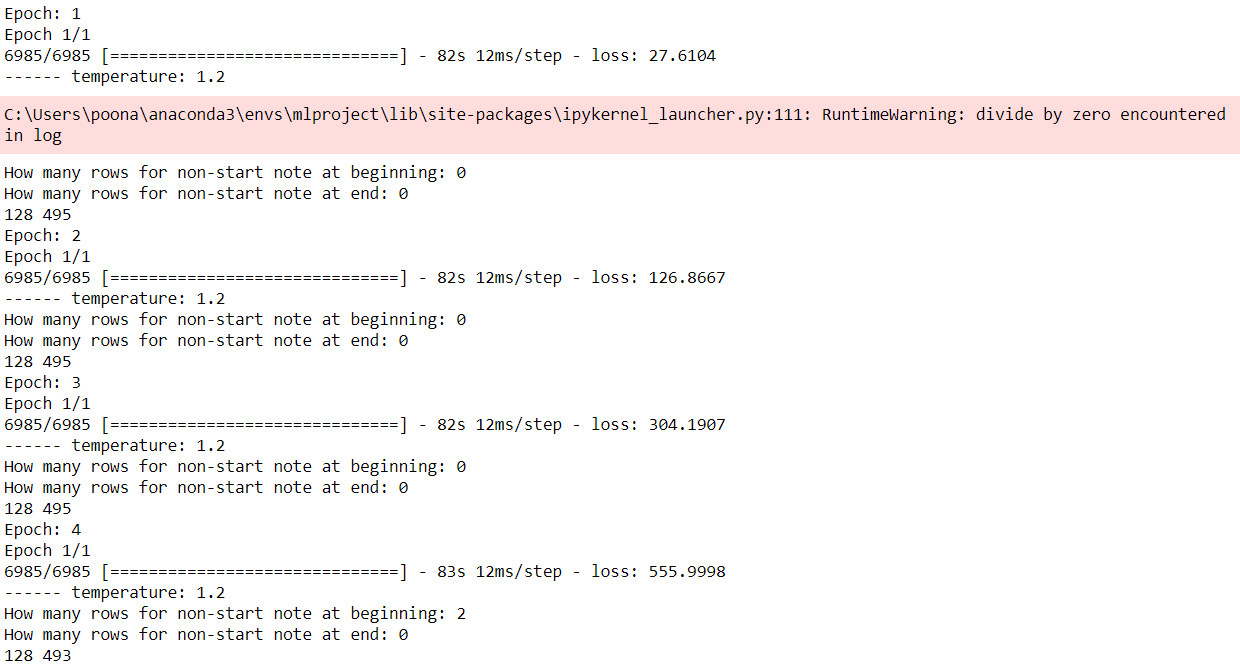 Epoch: 1
Epoch 1/1
6985/6985 [==============================] - 82s 12ms/step - loss: 27.6104
------ temperature: 1.2
C:\Users\poona\anaconda3\envs\mlproject\lib\site-packages\ipykernel_launcher.py:111: RuntimeWarning: divide by zero encountered
in log
How many rows for non-start note at beginning: 0
How many rows for non-start note at end: 0
128 495
Epoch: 2
Epoch 1/1
6985/6985 [==============================] - 82s 12ms/step - loss: 126.8667
------ temperature: 1.2
How many rows for non-start note at beginning: 0
How many rows for non-start note at end: 0
128 495
Epoch: 3
Epoch 1/1
6985/6985 [==============================] - 82s 12ms/step - loss: 304.1907
------ temperature: 1.2
How many rows for non-start note at beginning: 0
How many rows for non-start note at end: 0
128 495
Epoch: 4
Epoch 1/1
6985/6985 [==============================] - 83s 12ms/step - loss: 555.9998
------ temperature: 1.2
How many rows for non-start note at beginning: 2
How many rows for non-start note at end: 0
128 493